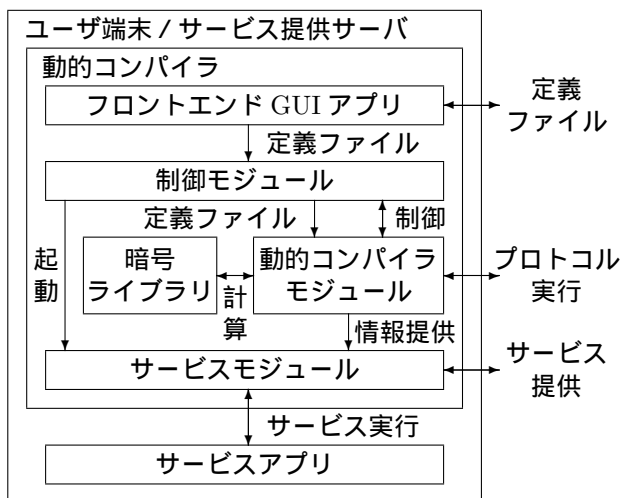 ユーザ端末 / サービス提供サーバ
動的コンパイラ
フロントエンド GUI アプリ
定義
ファイル
定義ファイル
制御モジュール
定義ファイル
制御
起
動
暗号
ライブラリ
計
算
動的コンパイラ
モジュール
プロトコル
実行
情報提供
サービスモジュール
サービス
提供
サービス実行
サービスアプリ